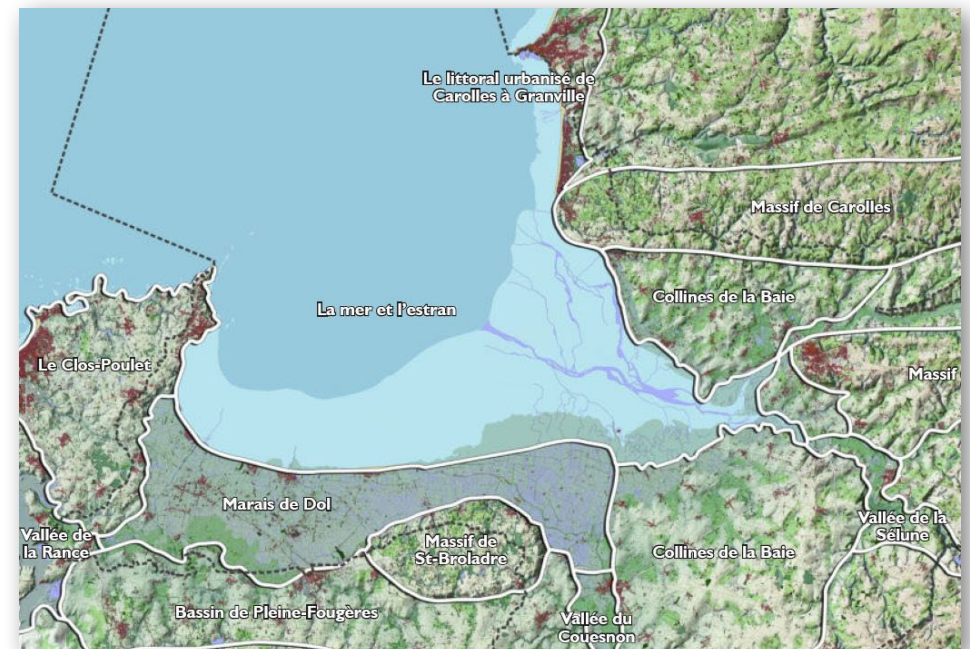 Le littoral urbanisé de
Carolles à Granville
Massif de Carolles
Collines de la Baie
La mer et l'estran
Le Clos-Poulet
Massif
Marais de Dol
Vallée de
la Rance
Massif de
St-Broladre
Collines de la Baie
Vallée de la
Sélune
Bassin de Pleine-Fougères
Vallée du
Couesnon